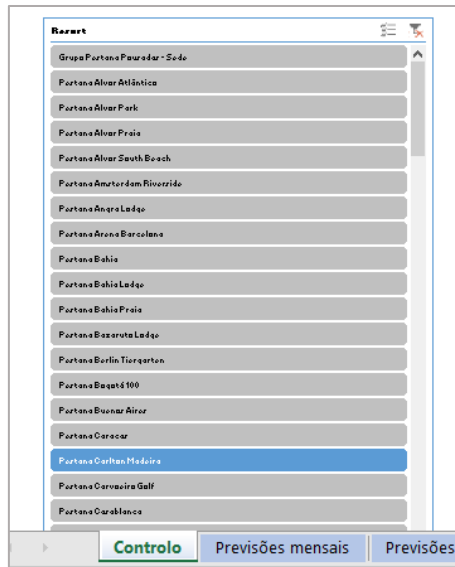 Resort
Grupo Pestana Pousadas - Sede
Pestana Alvor Atlântico
Pestana Alvor Park
Pestana Alvor Praia
Pestana Alvor South Beach
Pestana Amsterdam Riverside
Pestana Angra Lodge
Pestana Arena Barcelona
Pestana Bahia
Pestana Bahia Lodge
Pestana Bahia Praia
Pestana Bazaruto Lodge
Pestana Berlin Tiergarten
Pestana Bogotá 100
Pestana Buenos Aires
Pestana Caracas
Pestana Carlton Madeira
Pestana Carvoeiro Golf
Pestana Casablanca
Controlo Previsões mensais Previsões